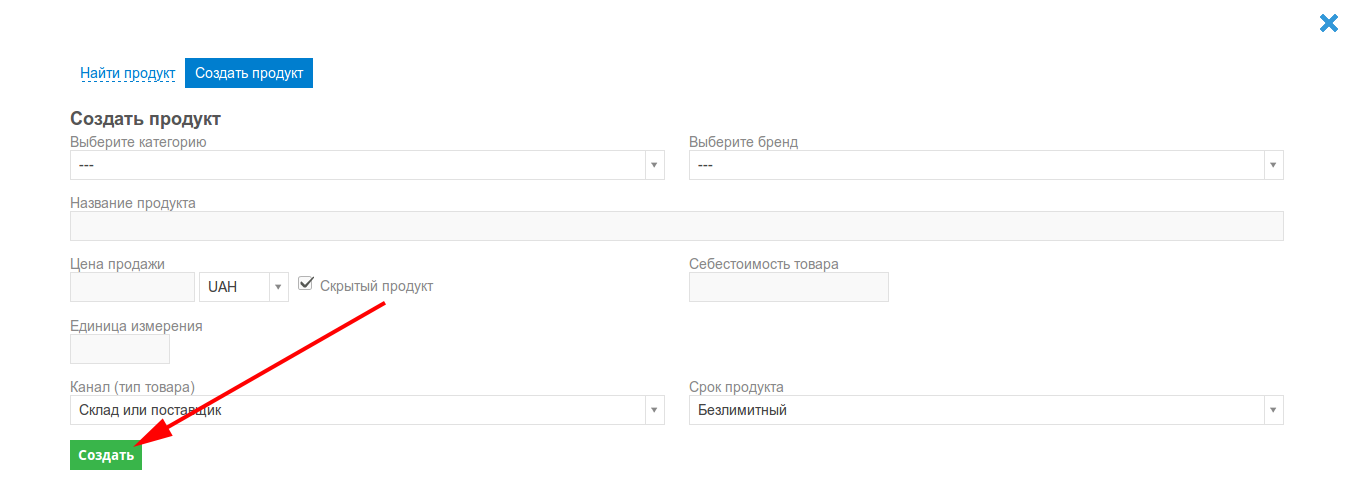 Найти продукт Создать продукт
Создать продукт
Выберите категорию Выберите бренд
--- ---
Название продукта
Цена продажи Себестоимость товара
UAH Скрытый продукт
Единица измерения
Канал (тип товара) Срок продукта
Склад или поставщик Безлимитный
Создать